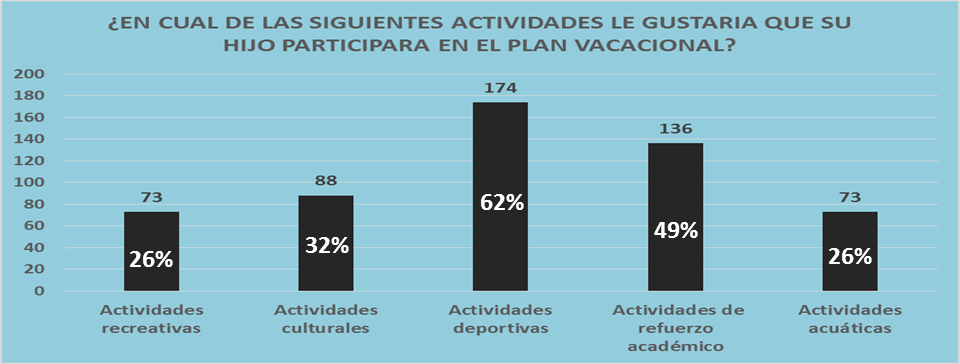 ¿EN CUAL DE LAS SIGUIENTES ACTIVIDADES LE GUSTARIA QUE SU
HIJO PARTICIPARA EN EL PLAN VACACIONAL?
200
180
160
140
120
100
80
60
40
20
0
73
88
174
136
73
26%
32%
62%
49%
26%
Actividades
recreativas
Actividades
culturales
Actividades
deportivas
Actividades de
refuerzo
académico
Actividades
acuáticas